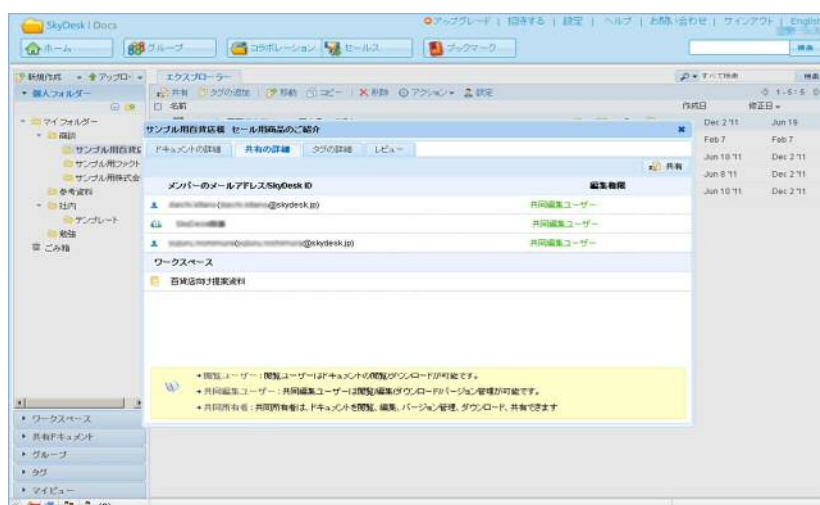 SkyDesk | Docs
アップグレード | 招待する | 設定 | ヘルプ | お問い合わせ | サインアウト | English
ホーム
グループ
コラボレーション
セールス
ブックマーク
検索
新規作成
アップロー
エクスプローラー
すべて検索
検索
個人フォルダー
共有 タグの追加 移動 コピー 削除 アクション 設定
1-5:5
名前
作成日
修正日
マイフォルダー
商談
サンプル用百貨店
サンプル用ファクト
サンプル用株式会
参考資料
社内
テンプレート
勉強
ごみ箱
サンプル用百貨店様 セール用商品のご紹介
ドキュメントの詳細 共有の詳細 タグの詳細 レビュー
共有
メンバーのメールアドレス/SkyDesk ID
編集権限
@skydesk.jp)
共同編集ユーザー
共同編集ユーザー
@skydesk.jp)
共同編集ユーザー
ワークスペース
百貨店向け提案資料
閲覧ユーザー：閲覧ユーザーはドキュメントの閲覧/ダウンロードが可能です。
共同編集ユーザー：共同編集ユーザーは閲覧/編集/ダウンロード/バージョン管理が可能です。
共同所有者：共同所有者は、ドキュメントを閲覧、編集、バージョン管理、ダウンロード、共有できます
Dec 2 '11 Jun 19
Feb 7 Feb 7
Jun 10 '11 Dec 2 '11
Jun 8 '11 Dec 2 '11
Jun 10 '11 Dec 2 '11
ワークスペース
共有ドキュメント
グループ
タグ
マイビュー